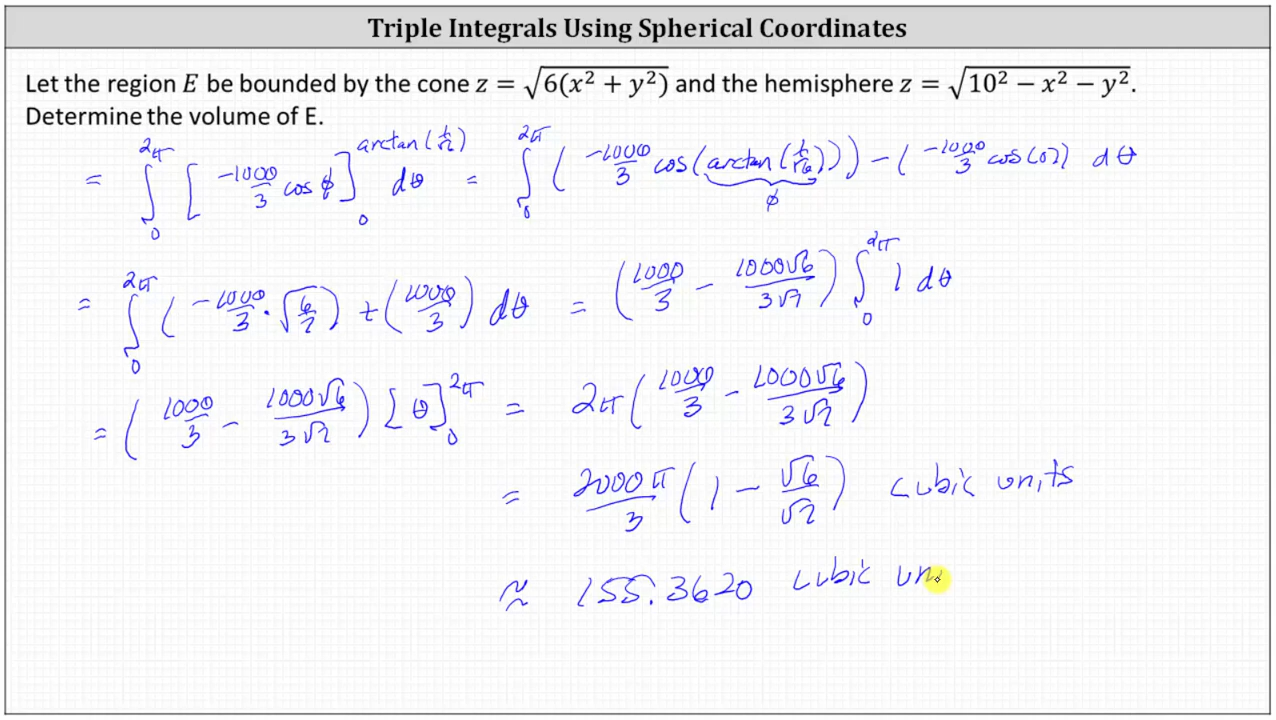 Triple Integrals Using Spherical Coordinates
Let the region E be bounded by the cone z = √(6(x² + y²)) and the hemisphere z = √(10² − x² − y²).
Determine the volume of E.
= ∫₀^{2π} [ -1000/3 cos φ ]₀^{arctan(1/√6)} dθ = ∫₀^{2π} ( -1000/3 cos(arctan(1/√6)) ) − ( -1000/3 cos(0) ) dθ
φ
= ∫₀^{2π} ( -1000/3 · √(6/7) ) + (1000/3) dθ = ( 1000/3 − 1000√6/3√7 ) ∫₀^{2π} 1 dθ
= ( 1000/3 − 1000√6/3√7 ) [θ]₀^{2π} = 2π ( 1000/3 − 1000√6/3√7 )
= 2000π/3 ( 1 − √6/√7 ) cubic units
≈ 155.3620 cubic un